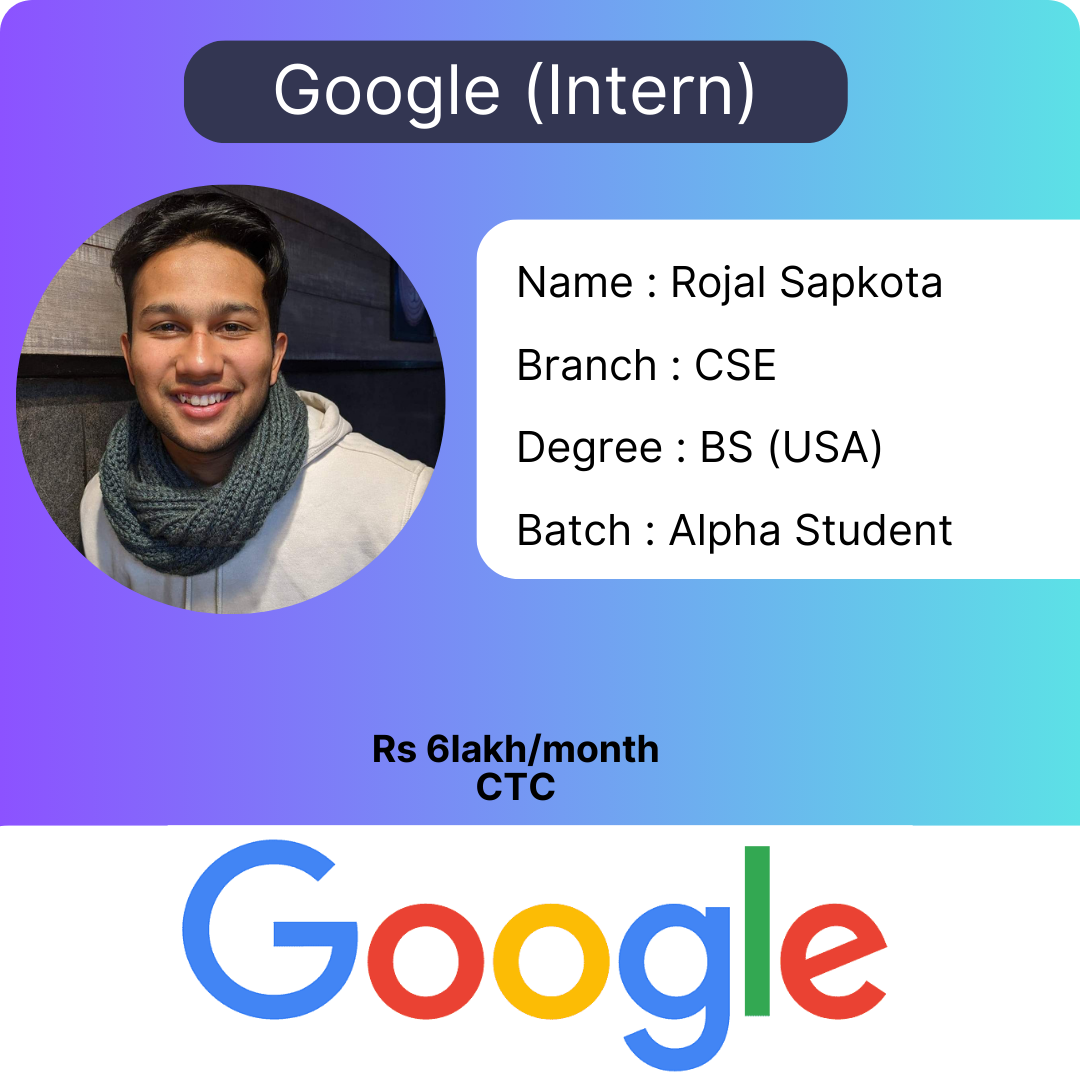 Google (Intern)
Name : Rojal Sapkota
Branch : CSE
Degree : BS (USA)
Batch : Alpha Student
Rs 6lakh/month
CTC
Google